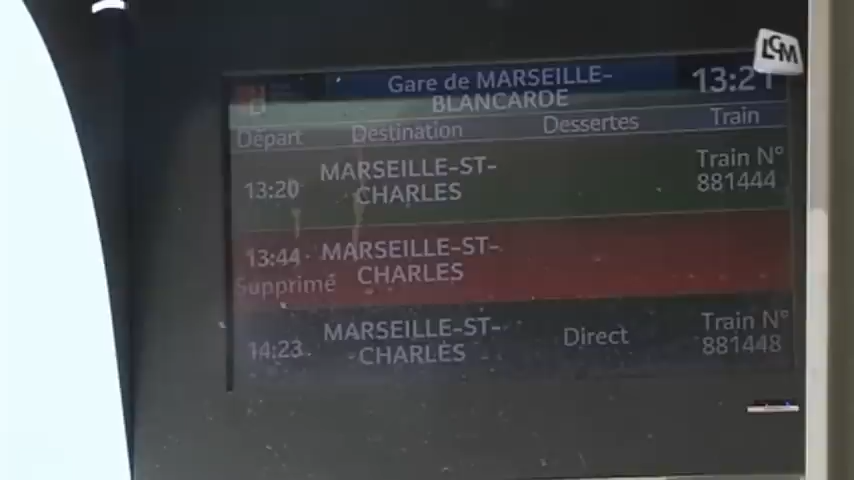 Gare de MARSEILLE-
BLANCARDE
13:21
LCM
Départ Destination Dessertes Train
13:20 MARSEILLE-ST-
CHARLES
Train N°
881444
13:44 MARSEILLE-ST-
CHARLES
Supprimé
14:23 MARSEILLE-ST-
CHARLES
Direct
Train N°
881448